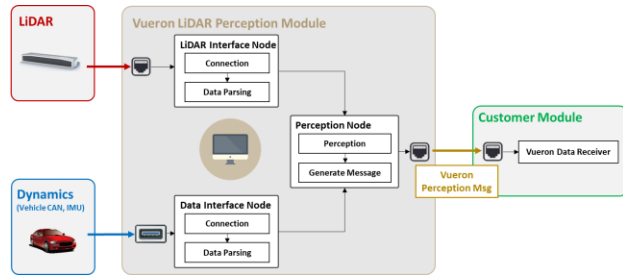 LiDAR
Vueron LiDAR Perception Module
LiDAR Interface Node
Connection
Data Parsing
Perception Node
Perception
Generate Message
Customer Module
Vueron Data Receiver
Vueron
Perception Msg
Dynamics
(Vehicle CAN, IMU)
Data Interface Node
Connection
Data Parsing